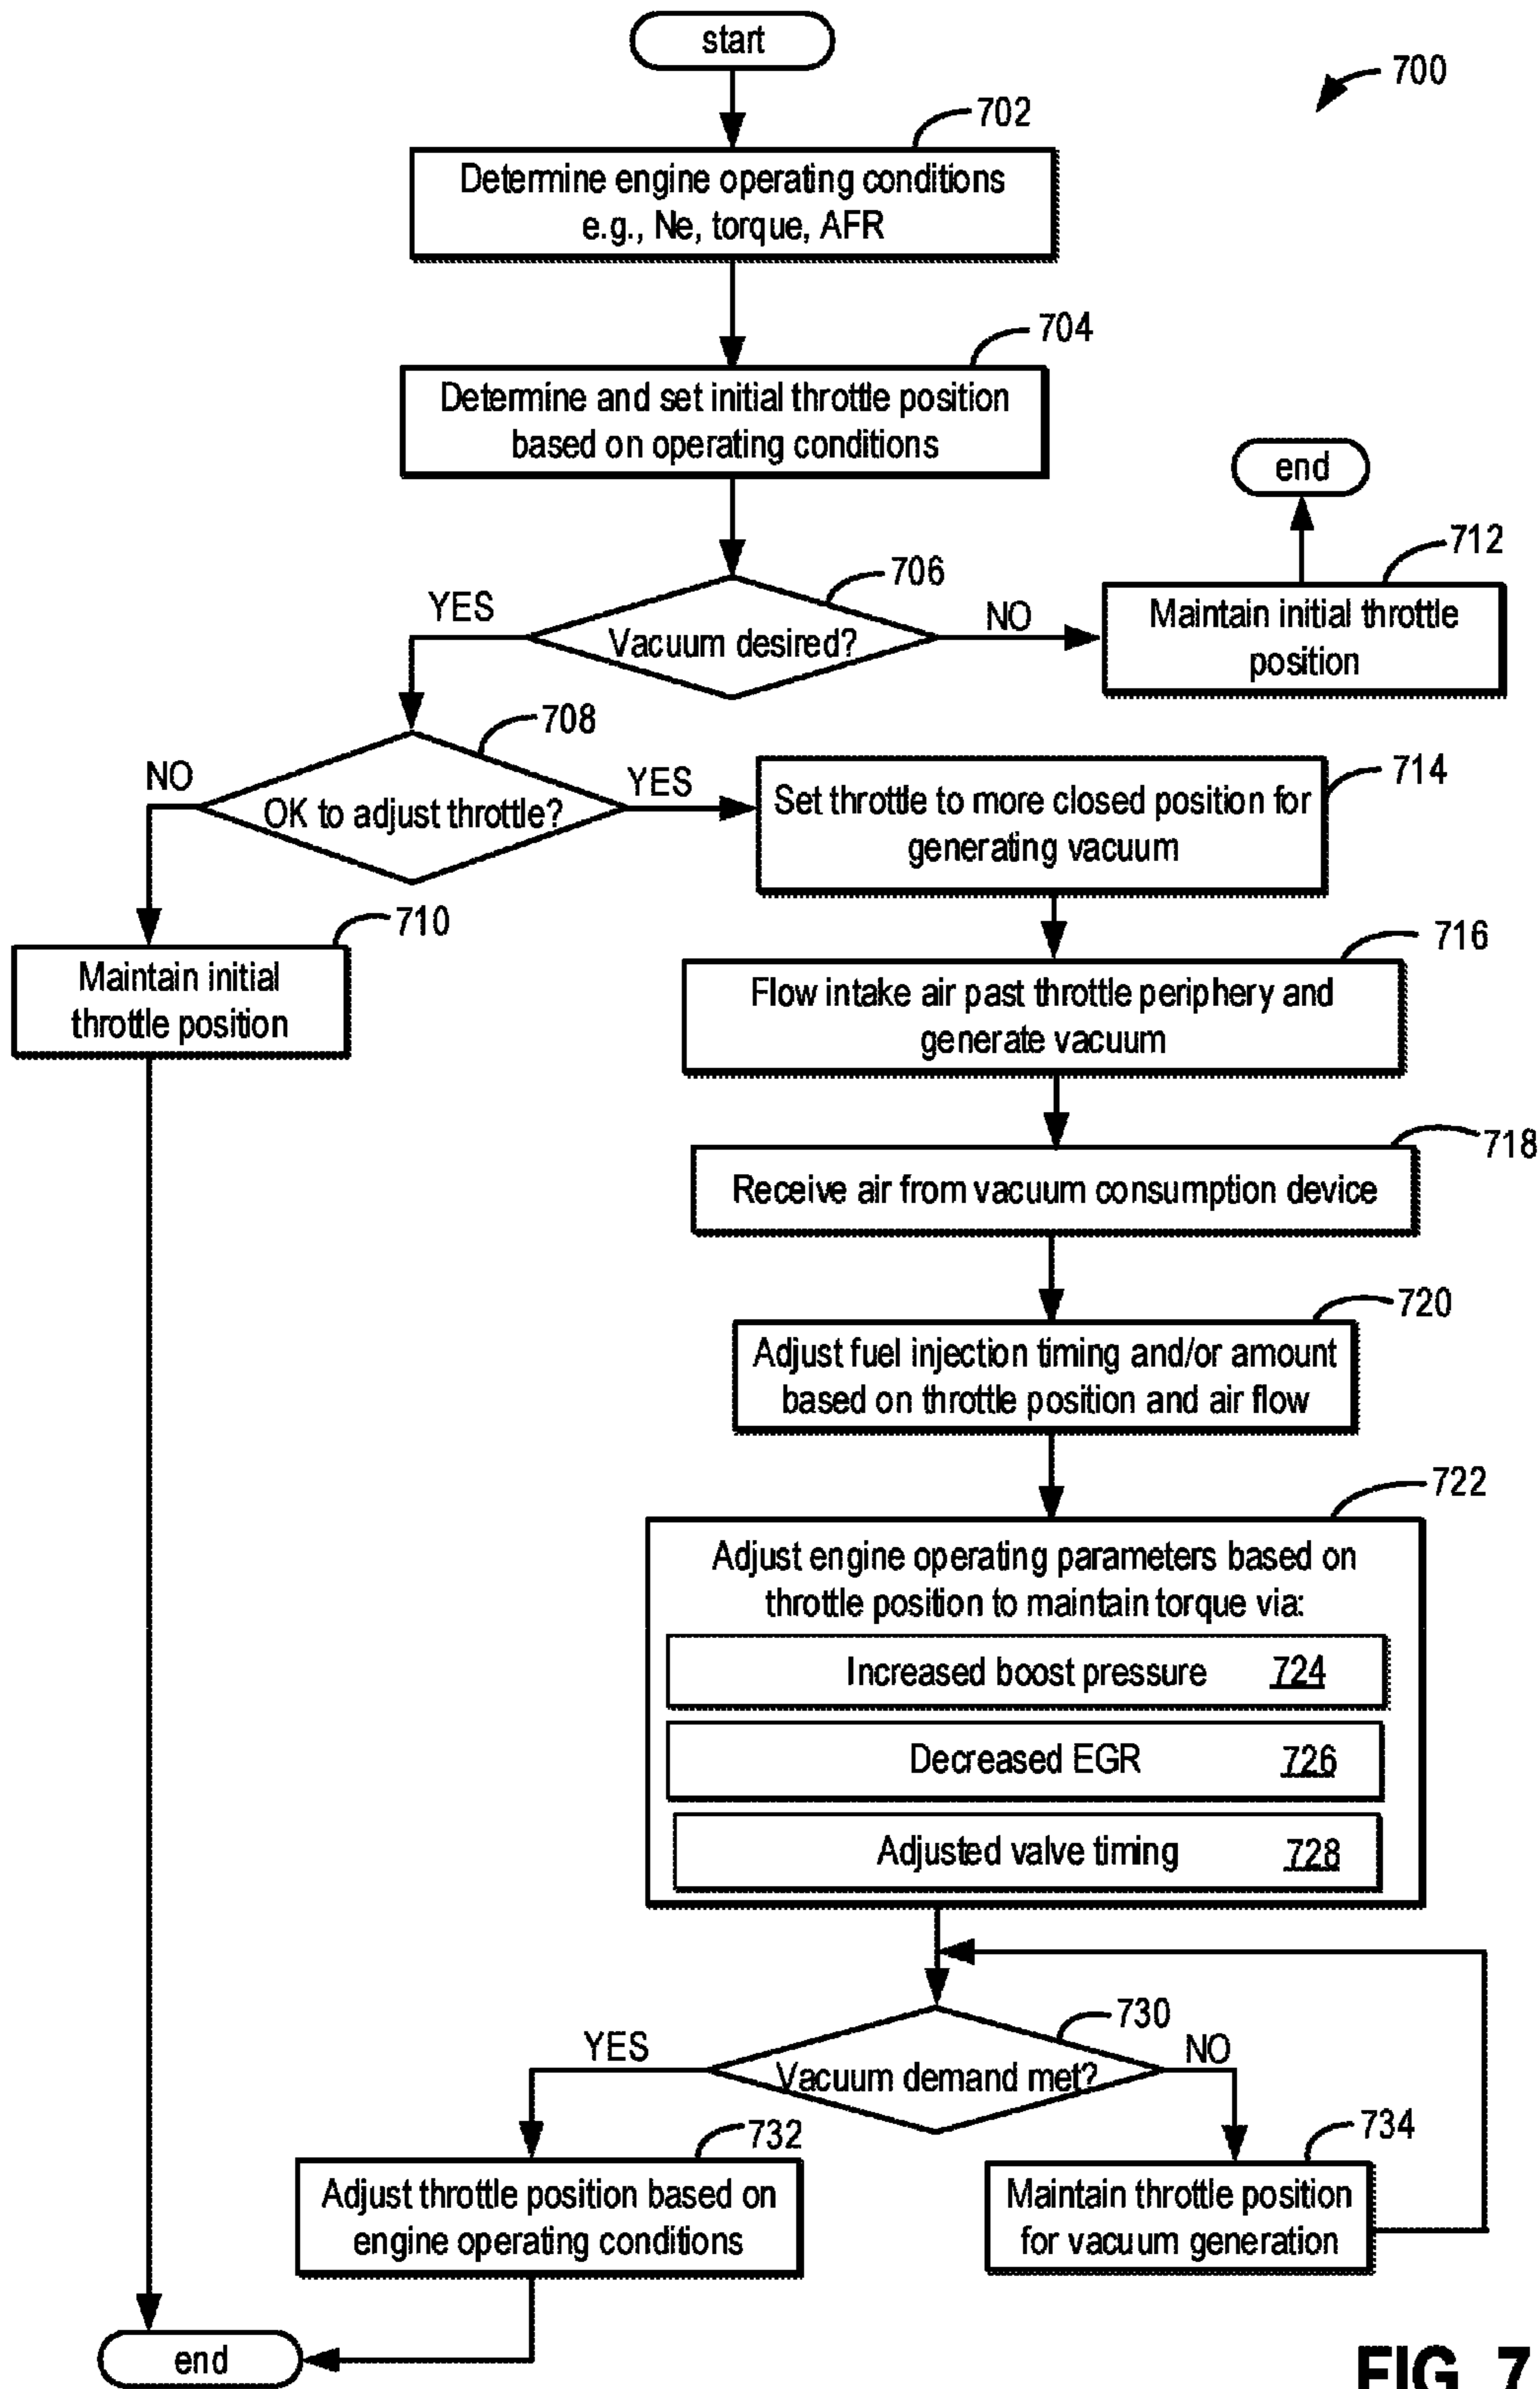 start
700
702
Determine engine operating conditions
e.g., Ne, torque, AFR
704
Determine and set initial throttle position
based on operating conditions
end
706
712
YES
Vacuum desired?
NO
Maintain initial throttle
position
708
NO
OK to adjust throttle?
YES
714
Set throttle to more closed position for
generating vacuum
710
Maintain initial
throttle position
716
Flow intake air past throttle periphery and
generate vacuum
718
Receive air from vacuum consumption device
720
Adjust fuel injection timing and/or amount
based on throttle position and air flow
722
Adjust engine operating parameters based on
throttle position to maintain torque via:
Increased boost pressure 724
Decreased EGR 726
Adjusted valve timing 728
730
YES
Vacuum demand met?
NO
732
Adjust throttle position based on
engine operating conditions
734
Maintain throttle position
for vacuum generation
end
FIG. 7